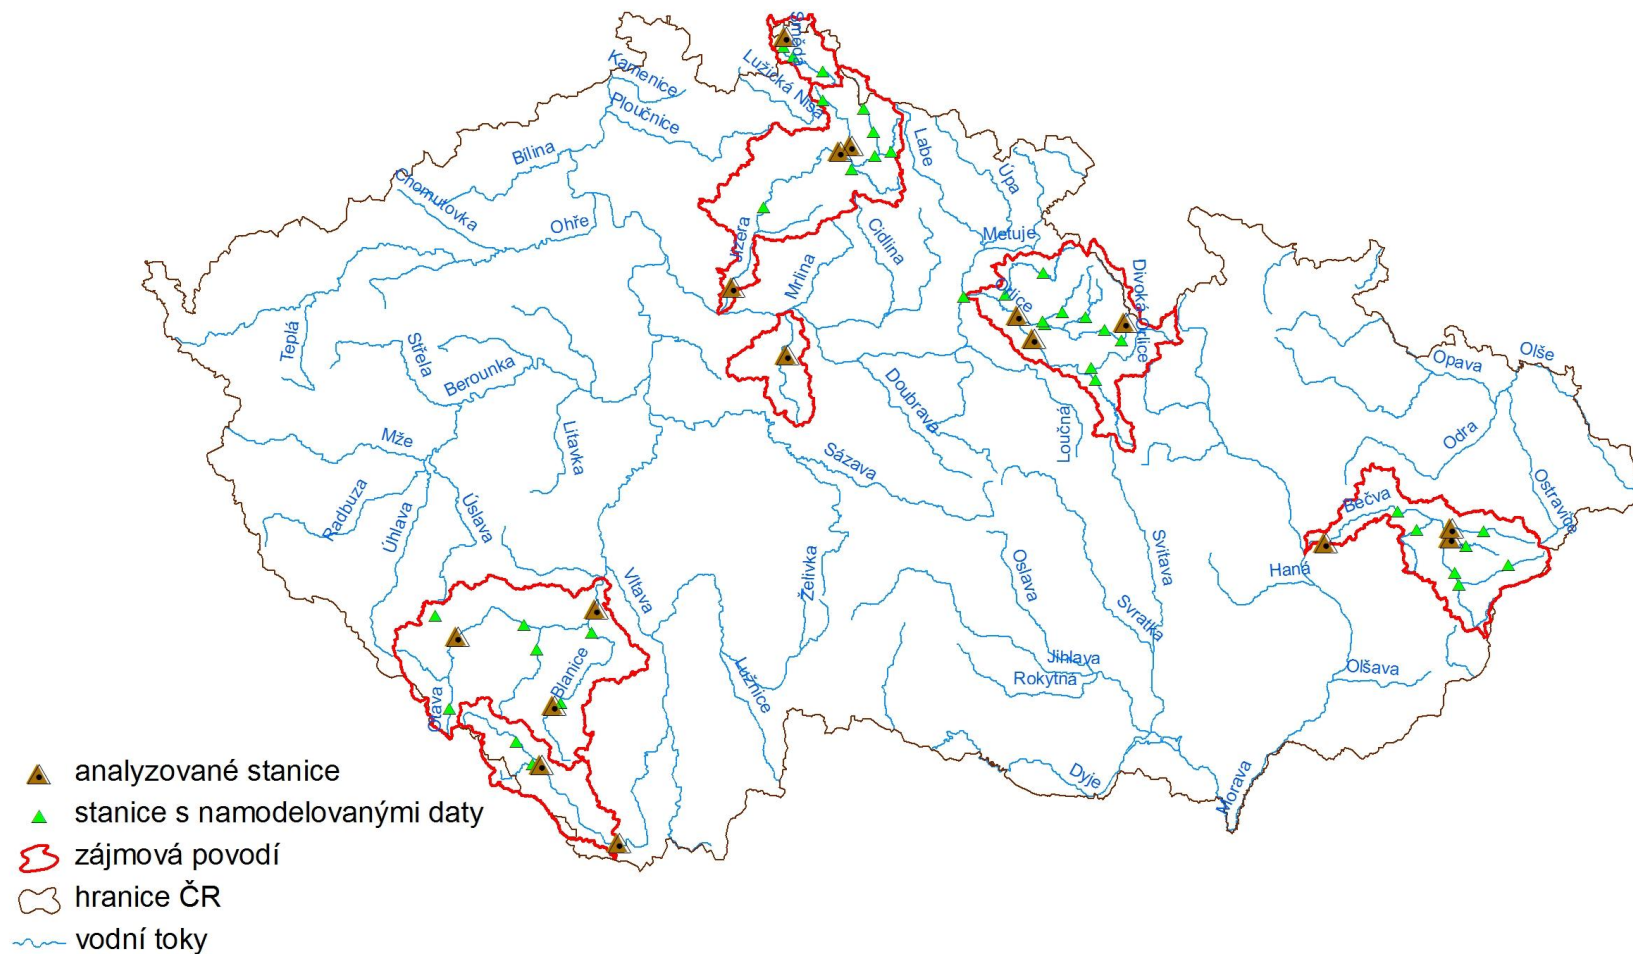 Smědá
Kamenice
Lužická Nisa
Ploučnice
Labe
Bílina
Úpa
Chomutovka
Ohře
Metuje
Cidlina
Jizera
Mrlina
Orlice
Divoká Orlice
Teplá
Střela
Berounka
Olše
Opava
Doubrava
Loučná
Mže
Litavka
Odra
Sázava
Radbuza
Úhlava
Úslava
Bečva
Ostravice
Haná
Svitava
Vltava
Želivka
Oslava
Svratka
Blanice
Otava
Lužnice
Jihlava
Rokytná
Olšava
Dyje
Morava
analyzované stanice
stanice s namodelovanými daty
zájmová povodí
hranice ČR
vodní toky